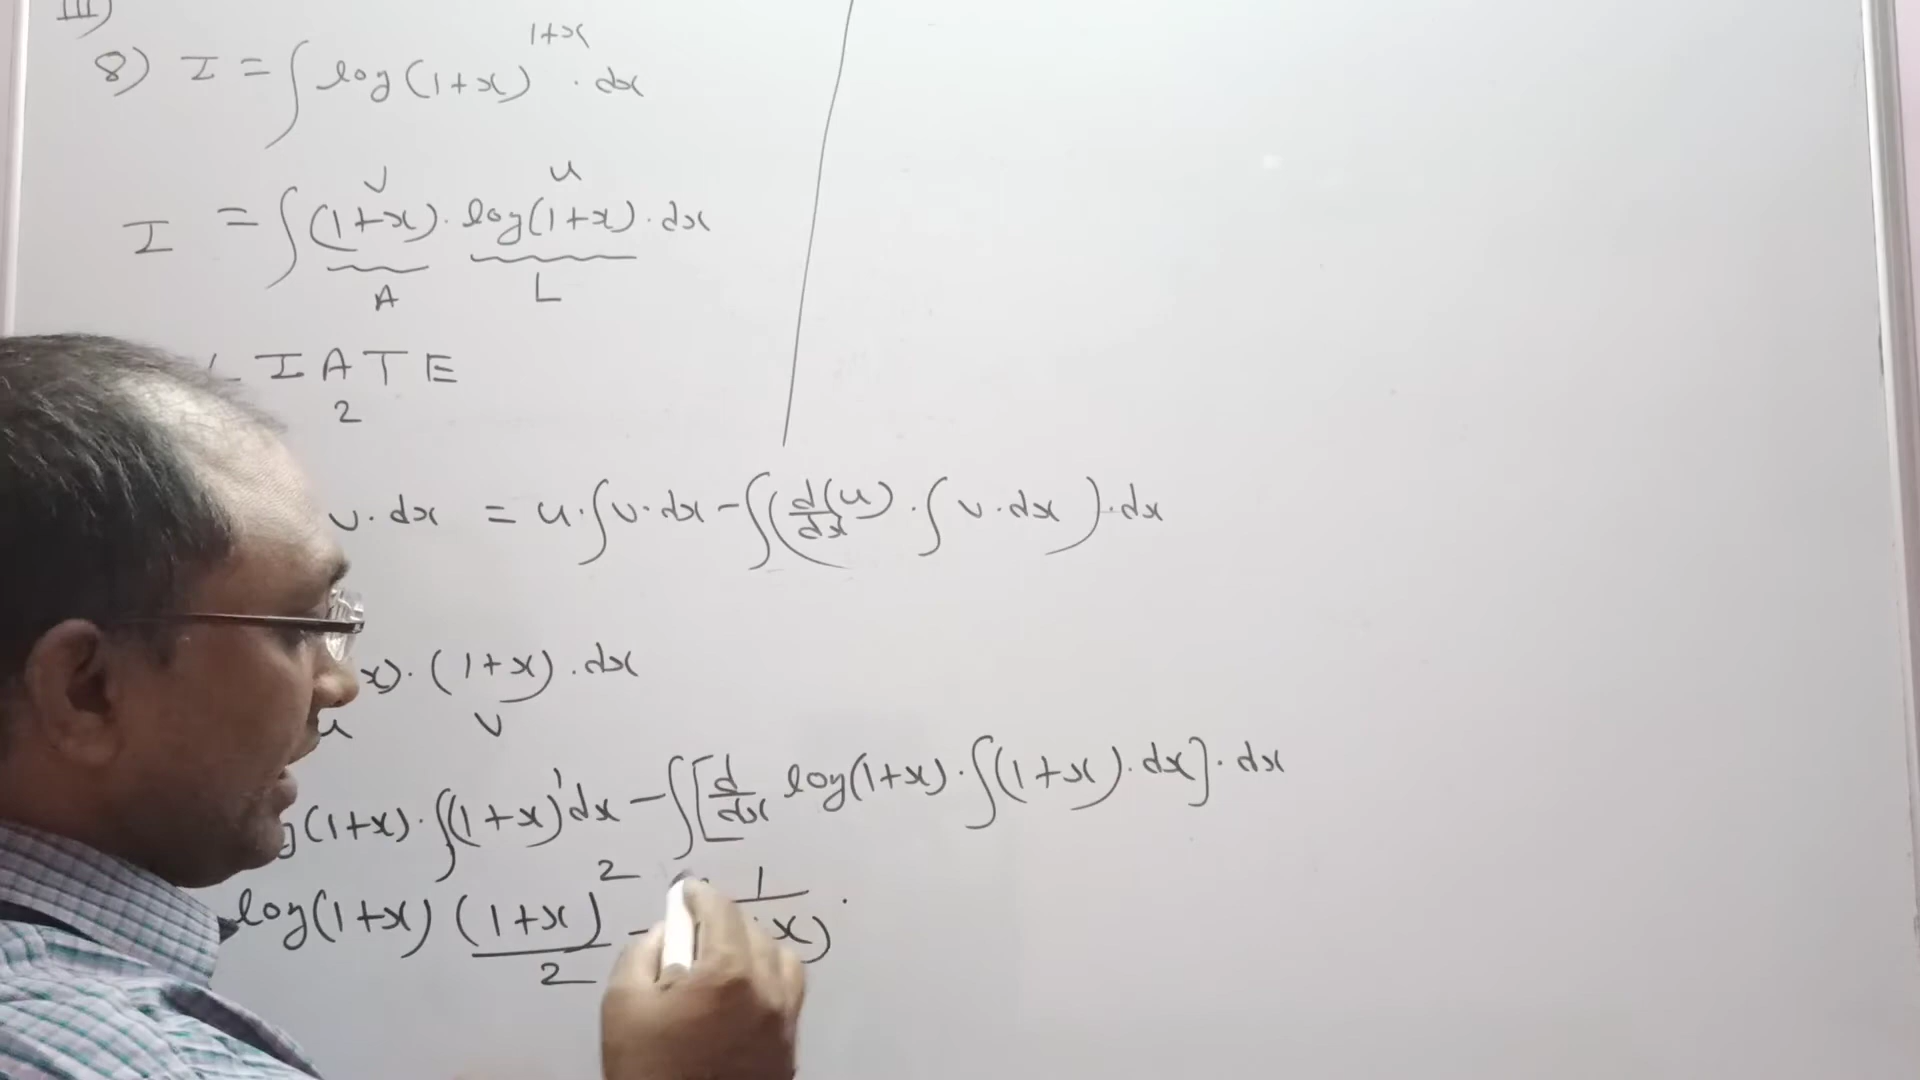 III)
8) I = ∫ log(1+x)^(1+x) . dx
v u
I = ∫ (1+x) . log(1+x) . dx
A L
L I A T E
2
v . dx = u . ∫ v . dx - ∫ ( d/dx (u) . ∫ v . dx ) . dx
x) . (1+x) . dx
u v
g(1+x) . ∫ (1+x)^1 dx - ∫ [ d/dx log(1+x) . ∫ (1+x) . dx ] . dx
log(1+x) (1+x)^2 / 2 - 1 / x) .